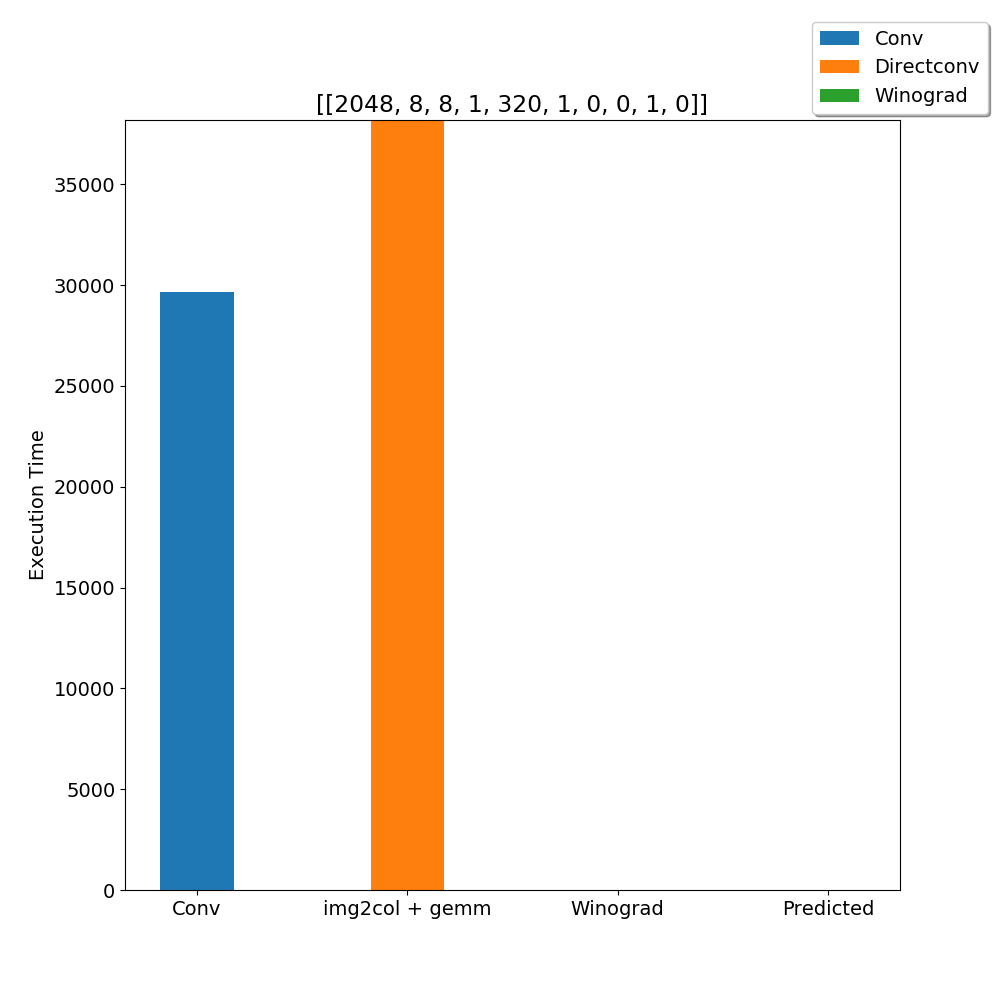 Conv
Directconv
Winograd
[[2048, 8, 8, 1, 320, 1, 0, 0, 1, 0]]
35000
30000
25000
20000
15000
10000
5000
0
Execution Time
Conv
img2col + gemm
Winograd
Predicted